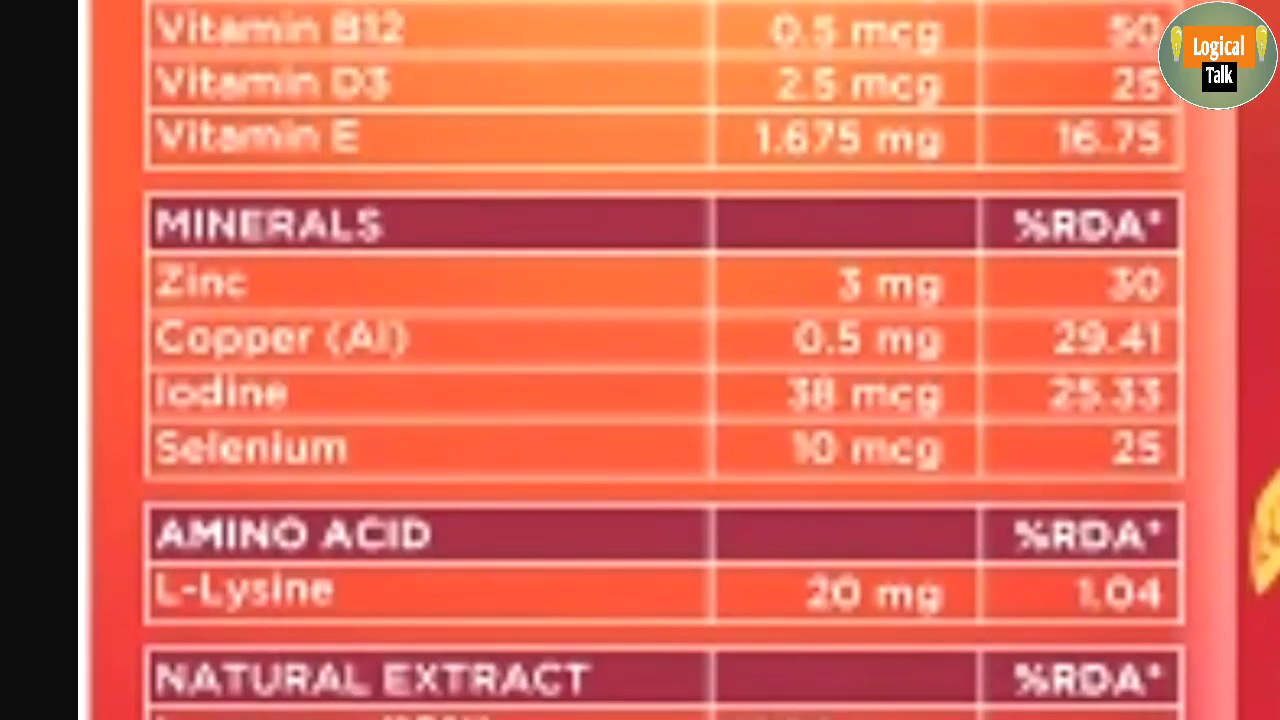 Vitamin B12 0.5 mcg 50
Vitamin D3 2.5 mcg 25
Vitamin E 1.675 mg 16.75
MINERALS %RDA*
Zinc 3 mg 30
Copper (AI) 0.5 mg 29.41
Iodine 38 mcg 25.33
Selenium 10 mcg 25
AMINO ACID %RDA*
L-Lysine 20 mg 1.04
NATURAL EXTRACT %RDA*
Logical
Talk